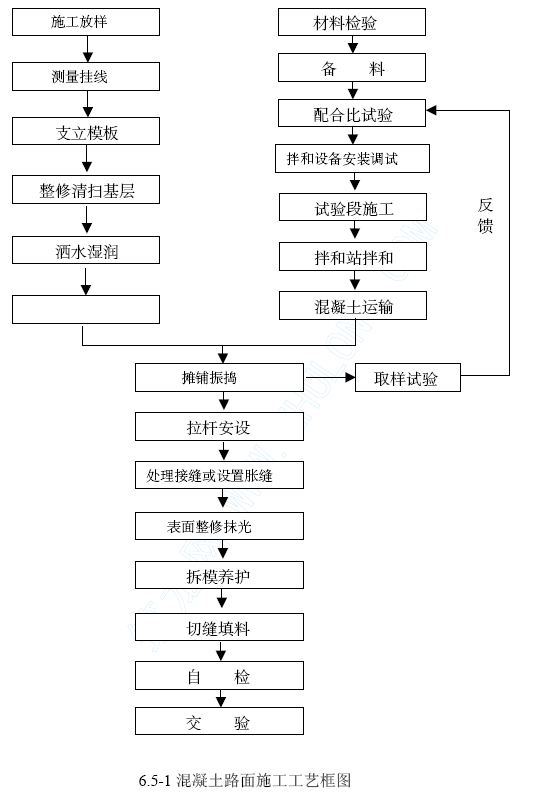 施工放样
测量挂线
支立模板
整修清扫基层
洒水湿润
材料检验
备 料
配合比试验
拌和设备安装调试
试验段施工
拌和站拌和
混凝土运输
反
馈
摊铺振捣
取样试验
拉杆安设
处理接缝或设置胀缝
表面整修抹光
拆模养护
切缝填料
自 检
交 验
6.5-1 混凝土路面施工工艺框图